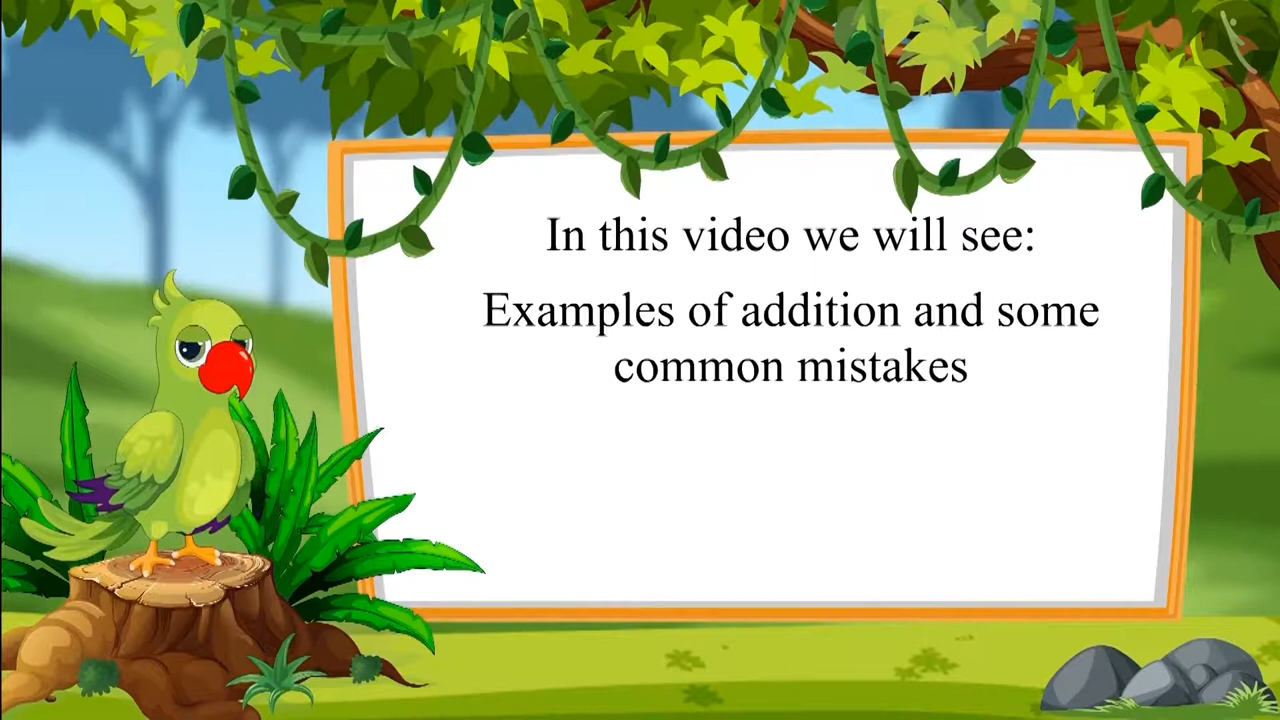 In this video we will see:
Examples of addition and some
common mistakes